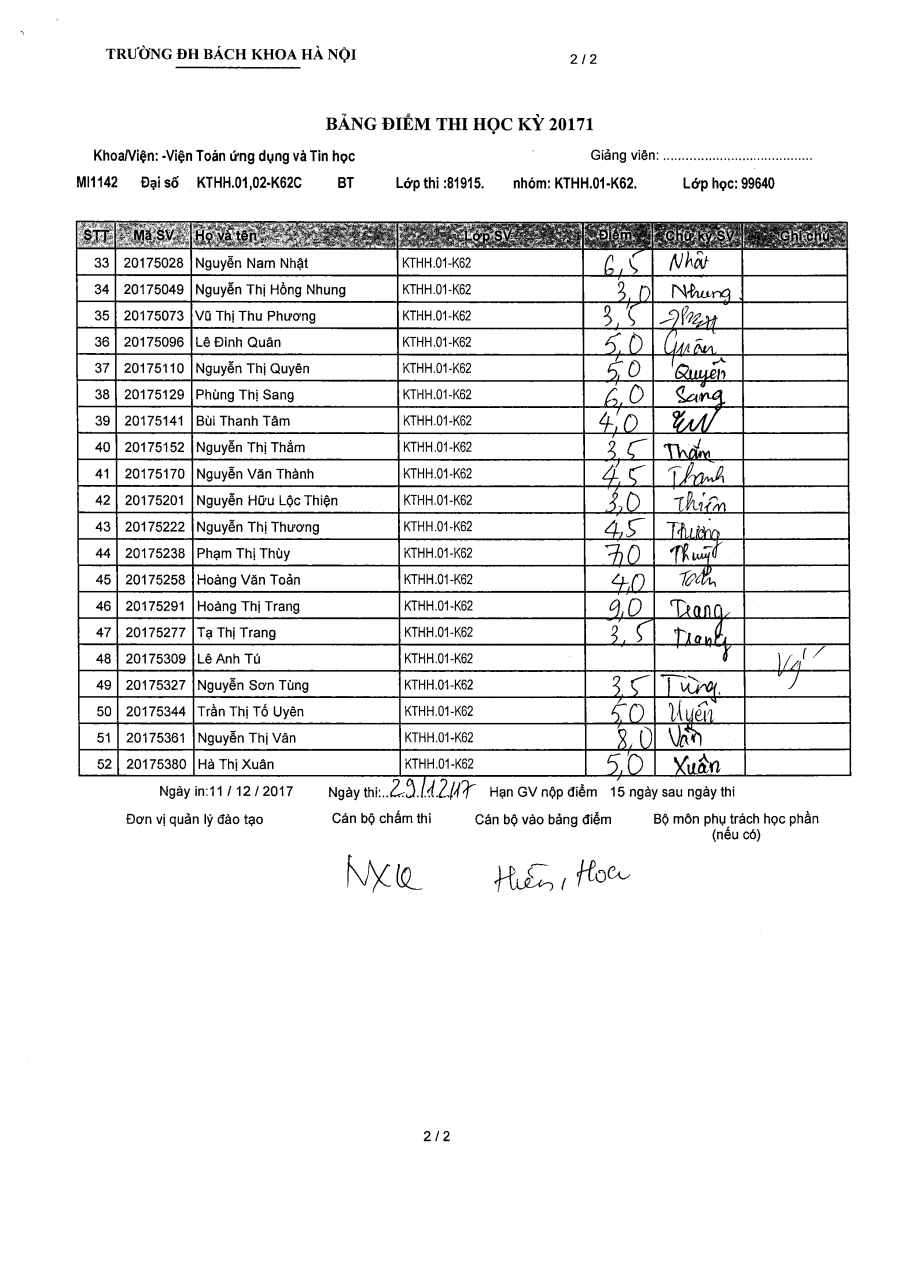 TRƯỜNG ĐH BÁCH KHOA HÀ NỘI 2 / 2
BẢNG ĐIỂM THI HỌC KỲ 20171
Khoa/Viện: -Viện Toán ứng dụng và Tin học Giảng viên: ........................................
MI1142 Đại số KTHH.01,02-K62C BT Lớp thi :81915. nhóm: KTHH.01-K62. Lớp học: 99640
STT Mã SV Họ và tên Lớp SV Điểm Chữ ký SV Ghi chú
33 20175028 Nguyễn Nam Nhật KTHH.01-K62 6,5 Nhât
34 20175049 Nguyễn Thị Hồng Nhung KTHH.01-K62 3,0 Nhung
35 20175073 Vũ Thị Thu Phương KTHH.01-K62 3,5
36 20175096 Lê Đình Quân KTHH.01-K62 5,0 Quân
37 20175110 Nguyễn Thị Quyên KTHH.01-K62 5,0 Quyên
38 20175129 Phùng Thị Sang KTHH.01-K62 6,0 Sang
39 20175141 Bùi Thanh Tâm KTHH.01-K62 4,0
40 20175152 Nguyễn Thị Thắm KTHH.01-K62 3,5 Thắm
41 20175170 Nguyễn Văn Thành KTHH.01-K62 4,5 Thanh
42 20175201 Nguyễn Hữu Lộc Thiện KTHH.01-K62 3,0 Thiện
43 20175222 Nguyễn Thị Thương KTHH.01-K62 4,5 Thương
44 20175238 Phạm Thị Thùy KTHH.01-K62 7,0 Thuỳ
45 20175258 Hoàng Văn Toản KTHH.01-K62 4,0 Toản
46 20175291 Hoàng Thị Trang KTHH.01-K62 9,0 Trang
47 20175277 Tạ Thị Trang KTHH.01-K62 3,5 Trang
48 20175309 Lê Anh Tú KTHH.01-K62
49 20175327 Nguyễn Sơn Tùng KTHH.01-K62 3,5 Tùng.
50 20175344 Trần Thị Tố Uyên KTHH.01-K62 5,0 Uyên
51 20175361 Nguyễn Thị Vân KTHH.01-K62 8,0 Vân
52 20175380 Hà Thị Xuân KTHH.01-K62 5,0 Xuân
Ngày in:11 / 12 / 2017 Ngày thi:..29/12/17 Hạn GV nộp điểm 15 ngày sau ngày thi
Đơn vị quản lý đào tạo Cán bộ chấm thi Cán bộ vào bảng điểm Bộ môn phụ trách học phần
(nếu có)
NXQ Hiền, Hoa
2 / 2